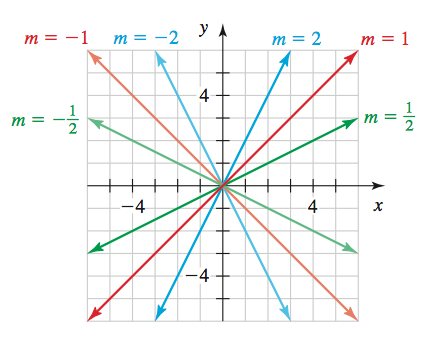 y
m = −1
m = −2
m = 2
m = 1
4
m = −1/2
m = 1/2
−4
4
x
−4